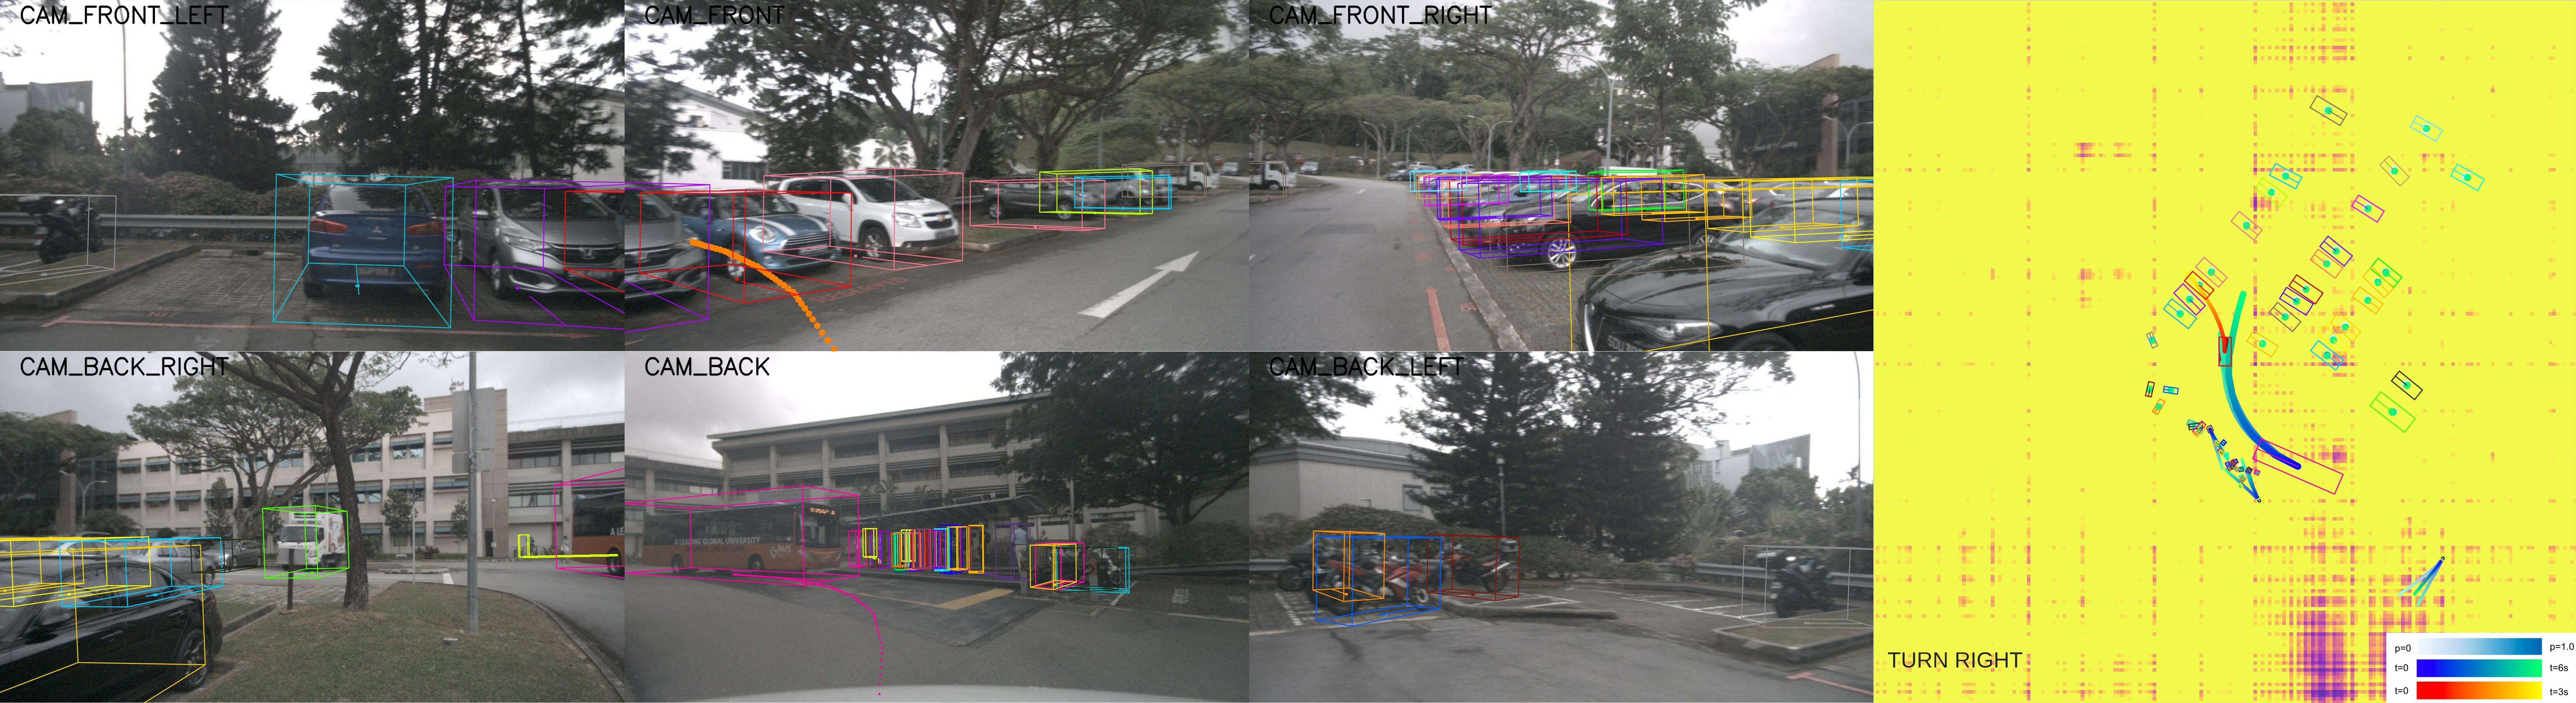 CAM_FRONT_LEFT
CAM_FRONT
CAM_FRONT_RIGHT
CAM_BACK_RIGHT
CAM_BACK
CAM_BACK_LEFT
A LEADING GLOBAL UNIVERSITY
NUS
A LE
TURN RIGHT
p=0
p=1.0
t=0
t=6s
t=0
t=3s